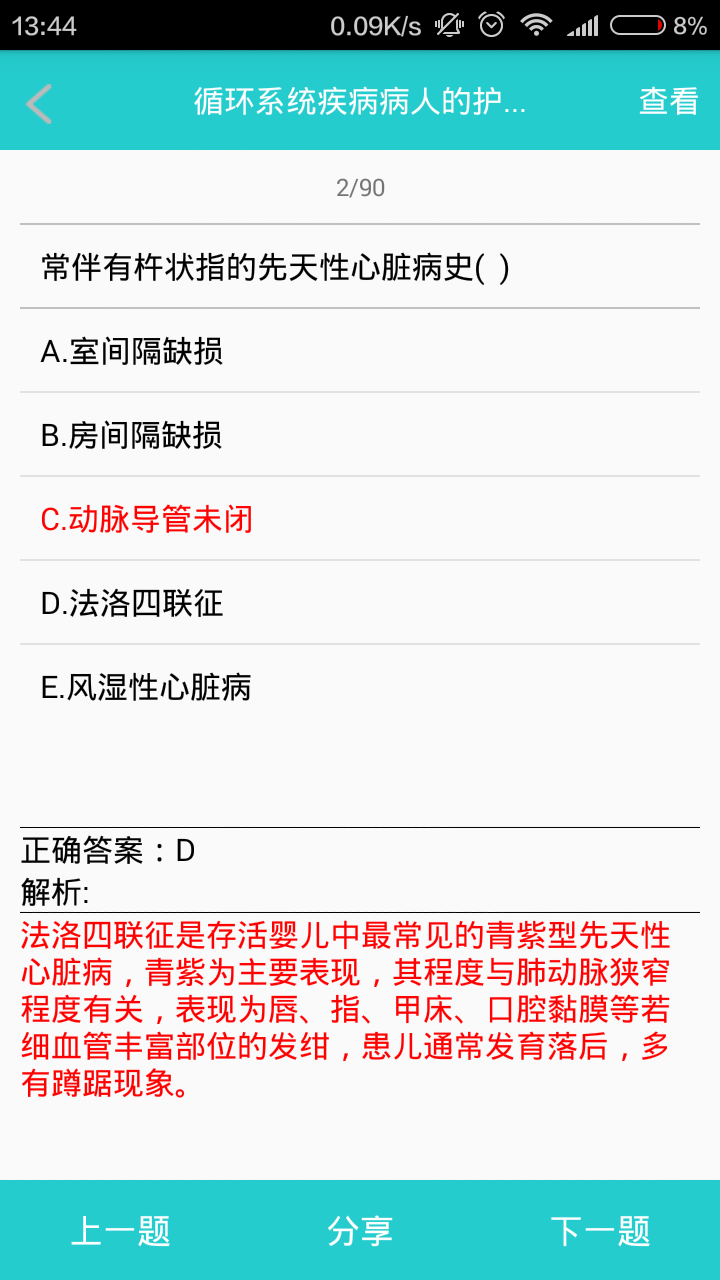 13:44 0.09K/s 8%
循环系统疾病病人的护... 查看
2/90
常伴有杵状指的先天性心脏病史( )
A.室间隔缺损
B.房间隔缺损
C.动脉导管未闭
D.法洛四联征
E.风湿性心脏病
正确答案：D
解析:
法洛四联征是存活婴儿中最常见的青紫型先天性
心脏病，青紫为主要表现，其程度与肺动脉狭窄
程度有关，表现为唇、指、甲床、口腔黏膜等若
细血管丰富部位的发绀，患儿通常发育落后，多
有蹲踞现象。
上一题 分享 下一题